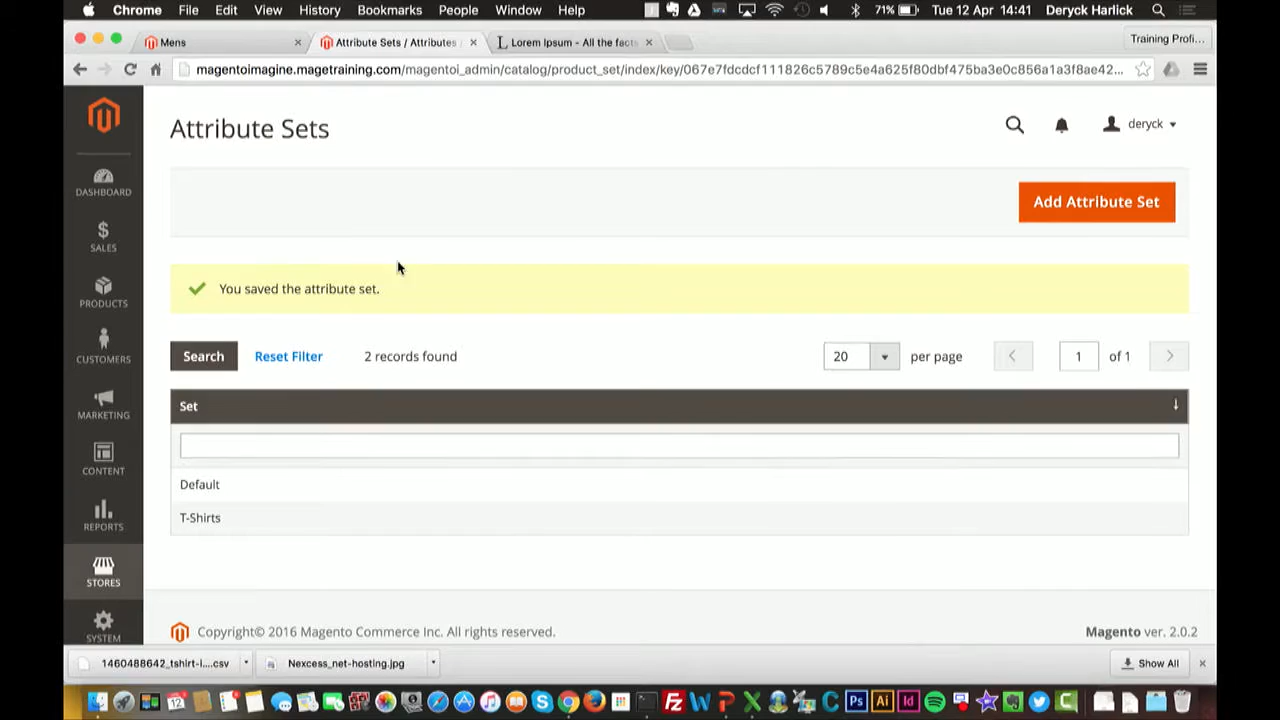 Chrome File Edit View History Bookmarks People Window Help 71% Tue 12 Apr 14:41 Deryck Harlick
Mens Attribute Sets / Attributes Lorem Ipsum - All the facts Training Profi...
magentoimagine.magetraining.com/magentoi_admin/catalog/product_set/index/key/067e7fdcdcf111826c5789c5e4a625f80dbf475ba3e0c856a1a3f8ae42...
Attribute Sets
deryck
DASHBOARD
Add Attribute Set
SALES
You saved the attribute set.
PRODUCTS
Search Reset Filter 2 records found 20 per page 1 of 1
CUSTOMERS
Set
MARKETING
CONTENT
Default
T-Shirts
REPORTS
STORES
SYSTEM
Copyright© 2016 Magento Commerce Inc. All rights reserved. Magento ver. 2.0.2
1460488642_tshirt-i....csv Nexcess_net-hosting.jpg Show All